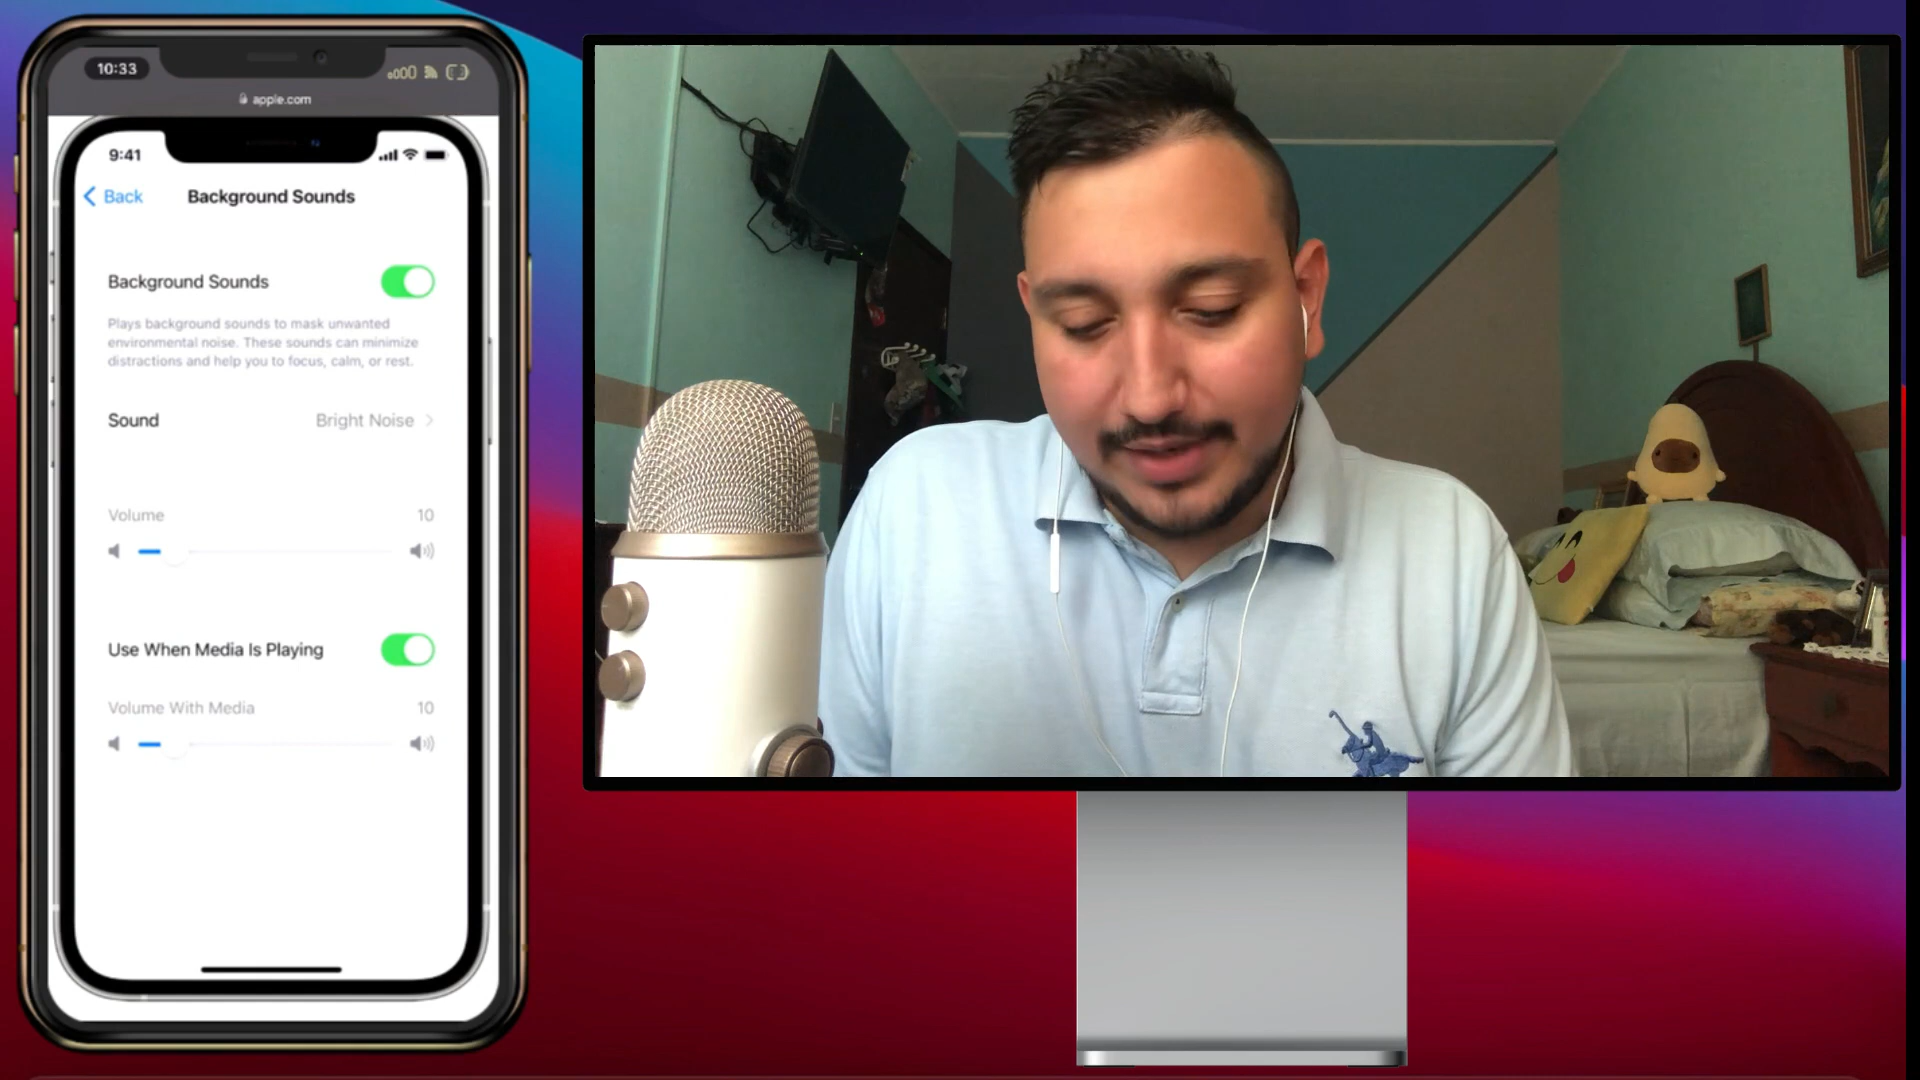 10:33
apple.com
9:41
Back
Background Sounds
Background Sounds
Plays background sounds to mask unwanted
environmental noise. These sounds can minimize
distractions and help you to focus, calm, or rest.
Sound Bright Noise
Volume 10
Use When Media Is Playing
Volume With Media 10